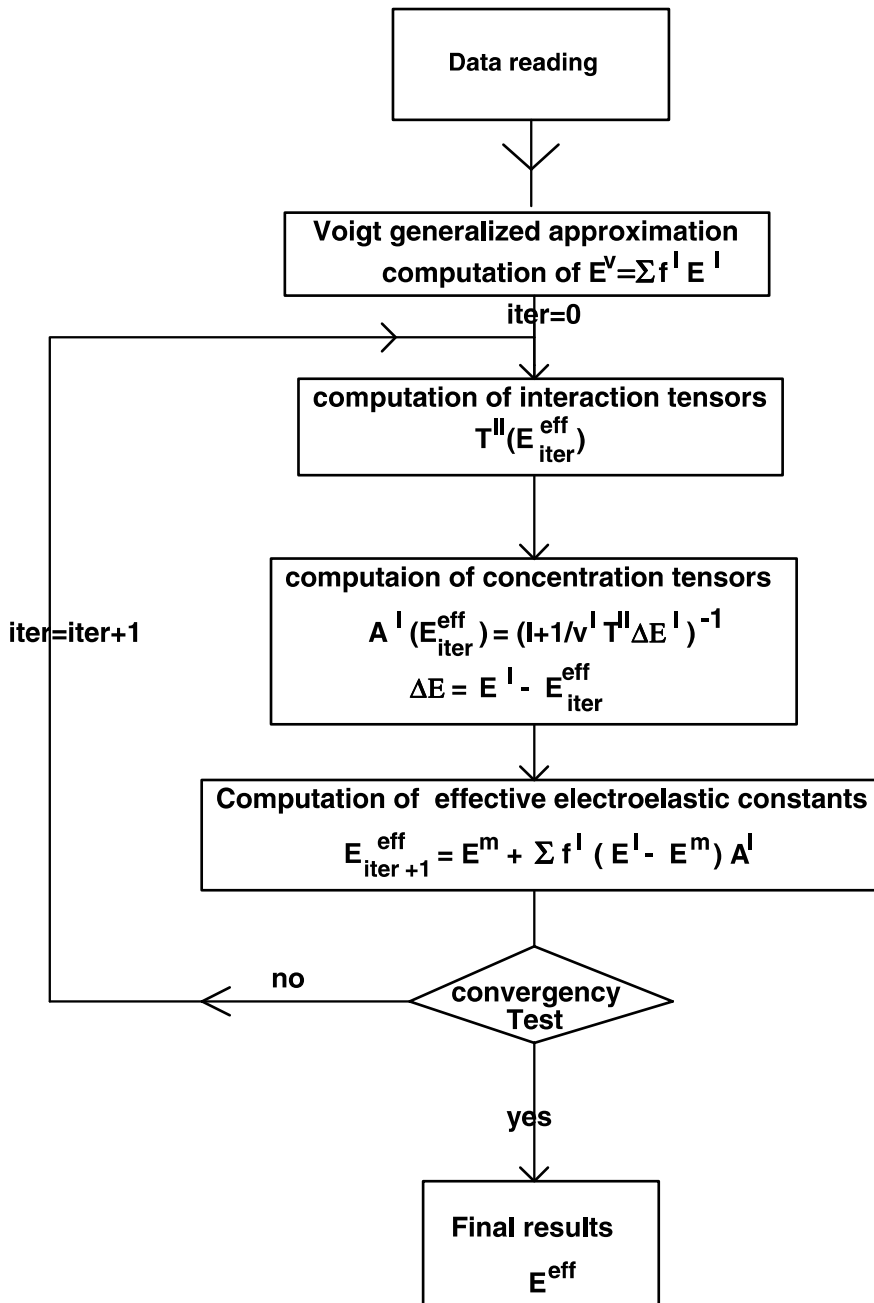 Data reading
Voigt generalized approximation
computation of E^v=Σf^I E^I
iter=0
computation of interaction tensors
T^II(E^eff_iter)
computaion of concentration tensors
A^I (E^eff_iter) = (I+1/v^I T^II ΔE^I)^-1
ΔE = E^I - E^eff_iter
iter=iter+1
Computation of effective electroelastic constants
E^eff_iter +1 = E^m + Σ f^I ( E^I - E^m) A^I
no
convergency
Test
yes
Final results
E^eff